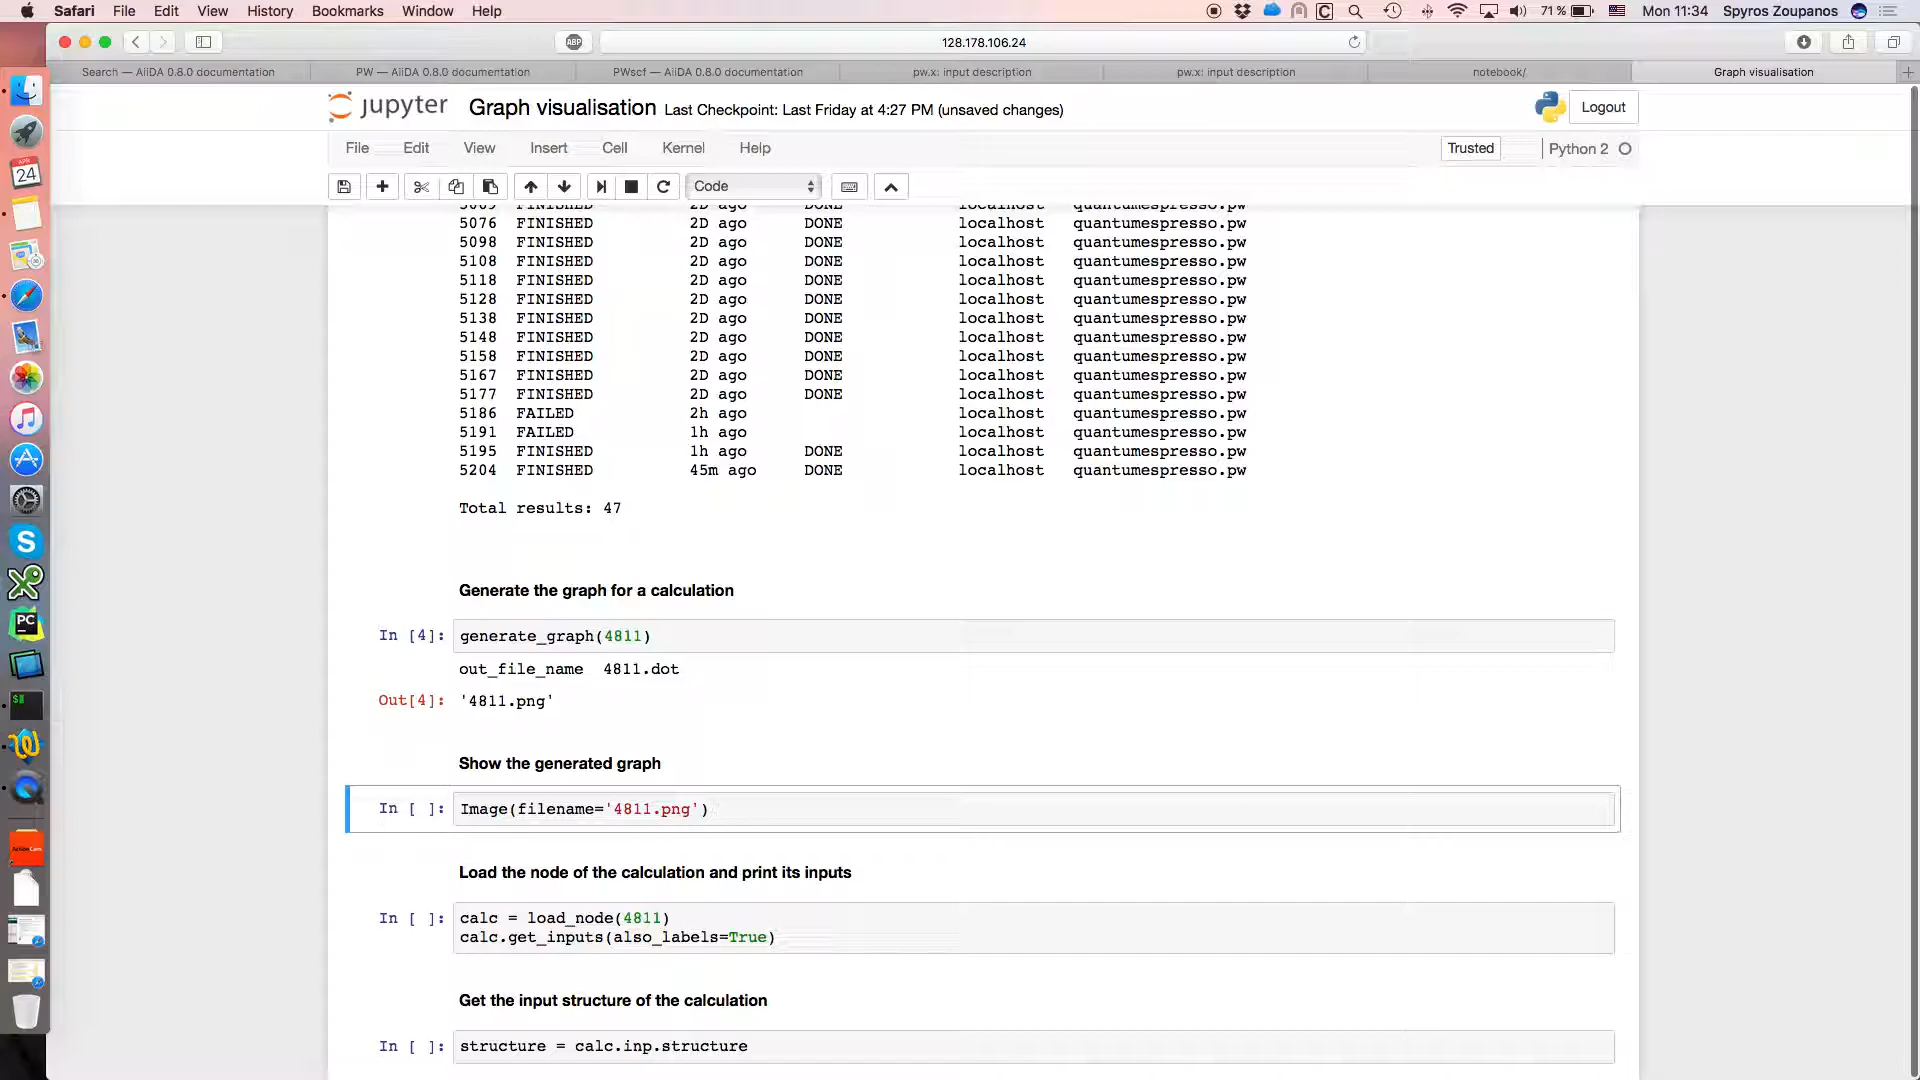 Safari File Edit View History Bookmarks Window Help 71% Mon 11:34 Spyros Zoupanos
ABP 128.178.106.24
Search — AiiDA 0.8.0 documentation PW — AiiDA 0.8.0 documentation PWscf — AiiDA 0.8.0 documentation pw.x: input description pw.x: input description notebook/ Graph visualisation
jupyter Graph visualisation Last Checkpoint: Last Friday at 4:27 PM (unsaved changes) Logout
File Edit View Insert Cell Kernel Help Trusted Python 2
Code
5069 FINISHED 2D ago DONE localhost quantumespresso.pw
5076 FINISHED 2D ago DONE localhost quantumespresso.pw
5098 FINISHED 2D ago DONE localhost quantumespresso.pw
5108 FINISHED 2D ago DONE localhost quantumespresso.pw
5118 FINISHED 2D ago DONE localhost quantumespresso.pw
5128 FINISHED 2D ago DONE localhost quantumespresso.pw
5138 FINISHED 2D ago DONE localhost quantumespresso.pw
5148 FINISHED 2D ago DONE localhost quantumespresso.pw
5158 FINISHED 2D ago DONE localhost quantumespresso.pw
5167 FINISHED 2D ago DONE localhost quantumespresso.pw
5177 FINISHED 2D ago DONE localhost quantumespresso.pw
5186 FAILED 2h ago localhost quantumespresso.pw
5191 FAILED 1h ago localhost quantumespresso.pw
5195 FINISHED 1h ago DONE localhost quantumespresso.pw
5204 FINISHED 45m ago DONE localhost quantumespresso.pw
Total results: 47
Generate the graph for a calculation
In [4]: generate_graph(4811)
out_file_name 4811.dot
Out[4]: '4811.png'
Show the generated graph
In [ ]: Image(filename='4811.png')
Load the node of the calculation and print its inputs
In [ ]: calc = load_node(4811)
calc.get_inputs(also_labels=True)
Get the input structure of the calculation
In [ ]: structure = calc.inp.structure
APR
24
PC